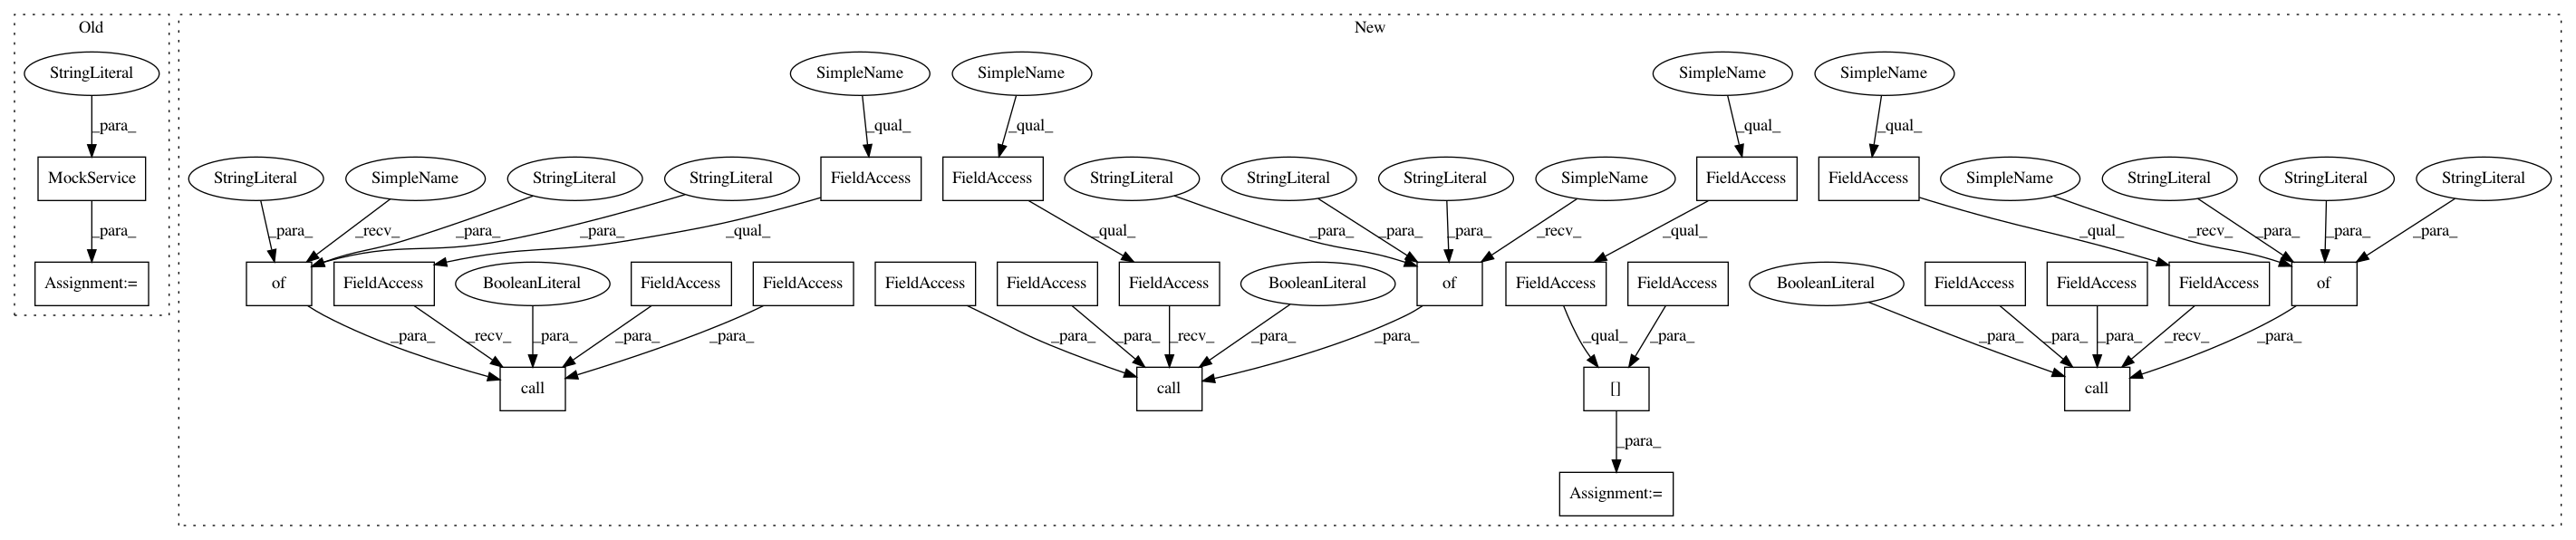 Old
New
StringLiteral
SimpleName
SimpleName
SimpleName
SimpleName
_para_
_qual_
_qual_
_qual_
_qual_
MockService
StringLiteral
SimpleName
StringLiteral
StringLiteral
FieldAccess
FieldAccess
StringLiteral
StringLiteral
StringLiteral
SimpleName
FieldAccess
FieldAccess
SimpleName
StringLiteral
StringLiteral
StringLiteral
_para_
_para_
_recv_
_para_
_para_
_qual_
_qual_
_para_
_para_
_para_
_recv_
_qual_
_qual_
_recv_
_para_
_para_
_para_
Assignment:=
of
FieldAccess
BooleanLiteral
FieldAccess
FieldAccess
FieldAccess
FieldAccess
FieldAccess
BooleanLiteral
of
FieldAccess
FieldAccess
BooleanLiteral
FieldAccess
FieldAccess
FieldAccess
of
_para_
_recv_
_para_
_para_
_para_
_para_
_para_
_recv_
_para_
_para_
_qual_
_para_
_para_
_para_
_para_
_recv_
_para_
call
call
[]
call
_para_
Assignment:=